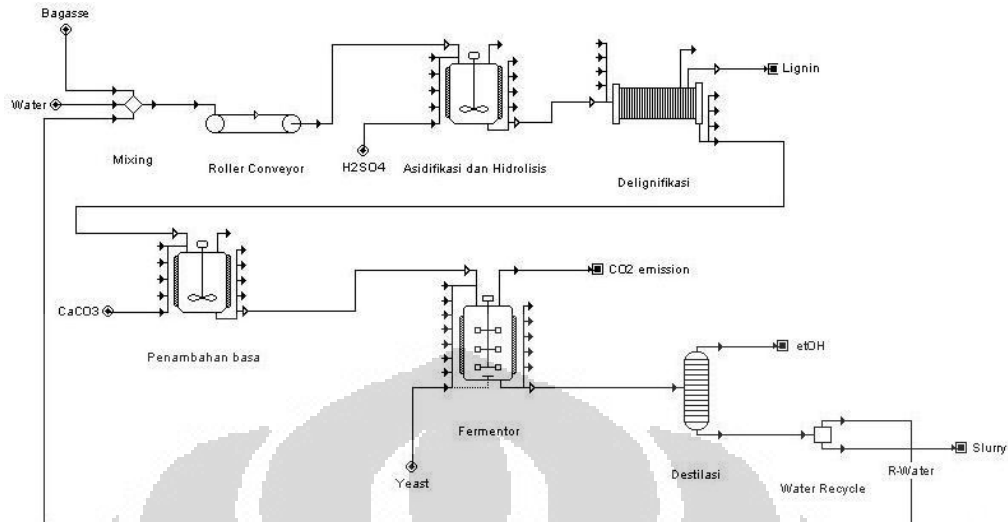 Bagasse
Water
Mixing
Roller Conveyor
H2SO4
Asidifikasi dan Hidrolisis
Lignin
Delignifikasi
CaCO3
Penambahan basa
CO2 emission
Fermentor
Yeast
etOH
Destilasi
Water Recycle
R-Water
Slurry